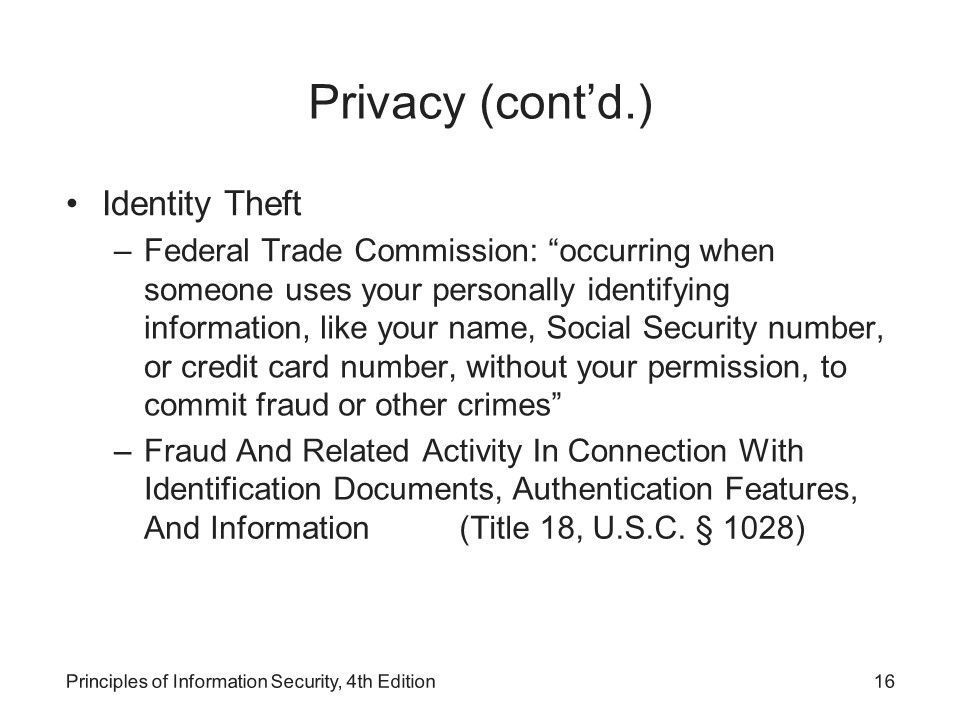 Privacy (cont’d.)
• Identity Theft
– Federal Trade Commission: “occurring when
someone uses your personally identifying
information, like your name, Social Security number,
or credit card number, without your permission, to
commit fraud or other crimes”
– Fraud And Related Activity In Connection With
Identification Documents, Authentication Features,
And Information (Title 18, U.S.C. § 1028)
Principles of Information Security, 4th Edition 16